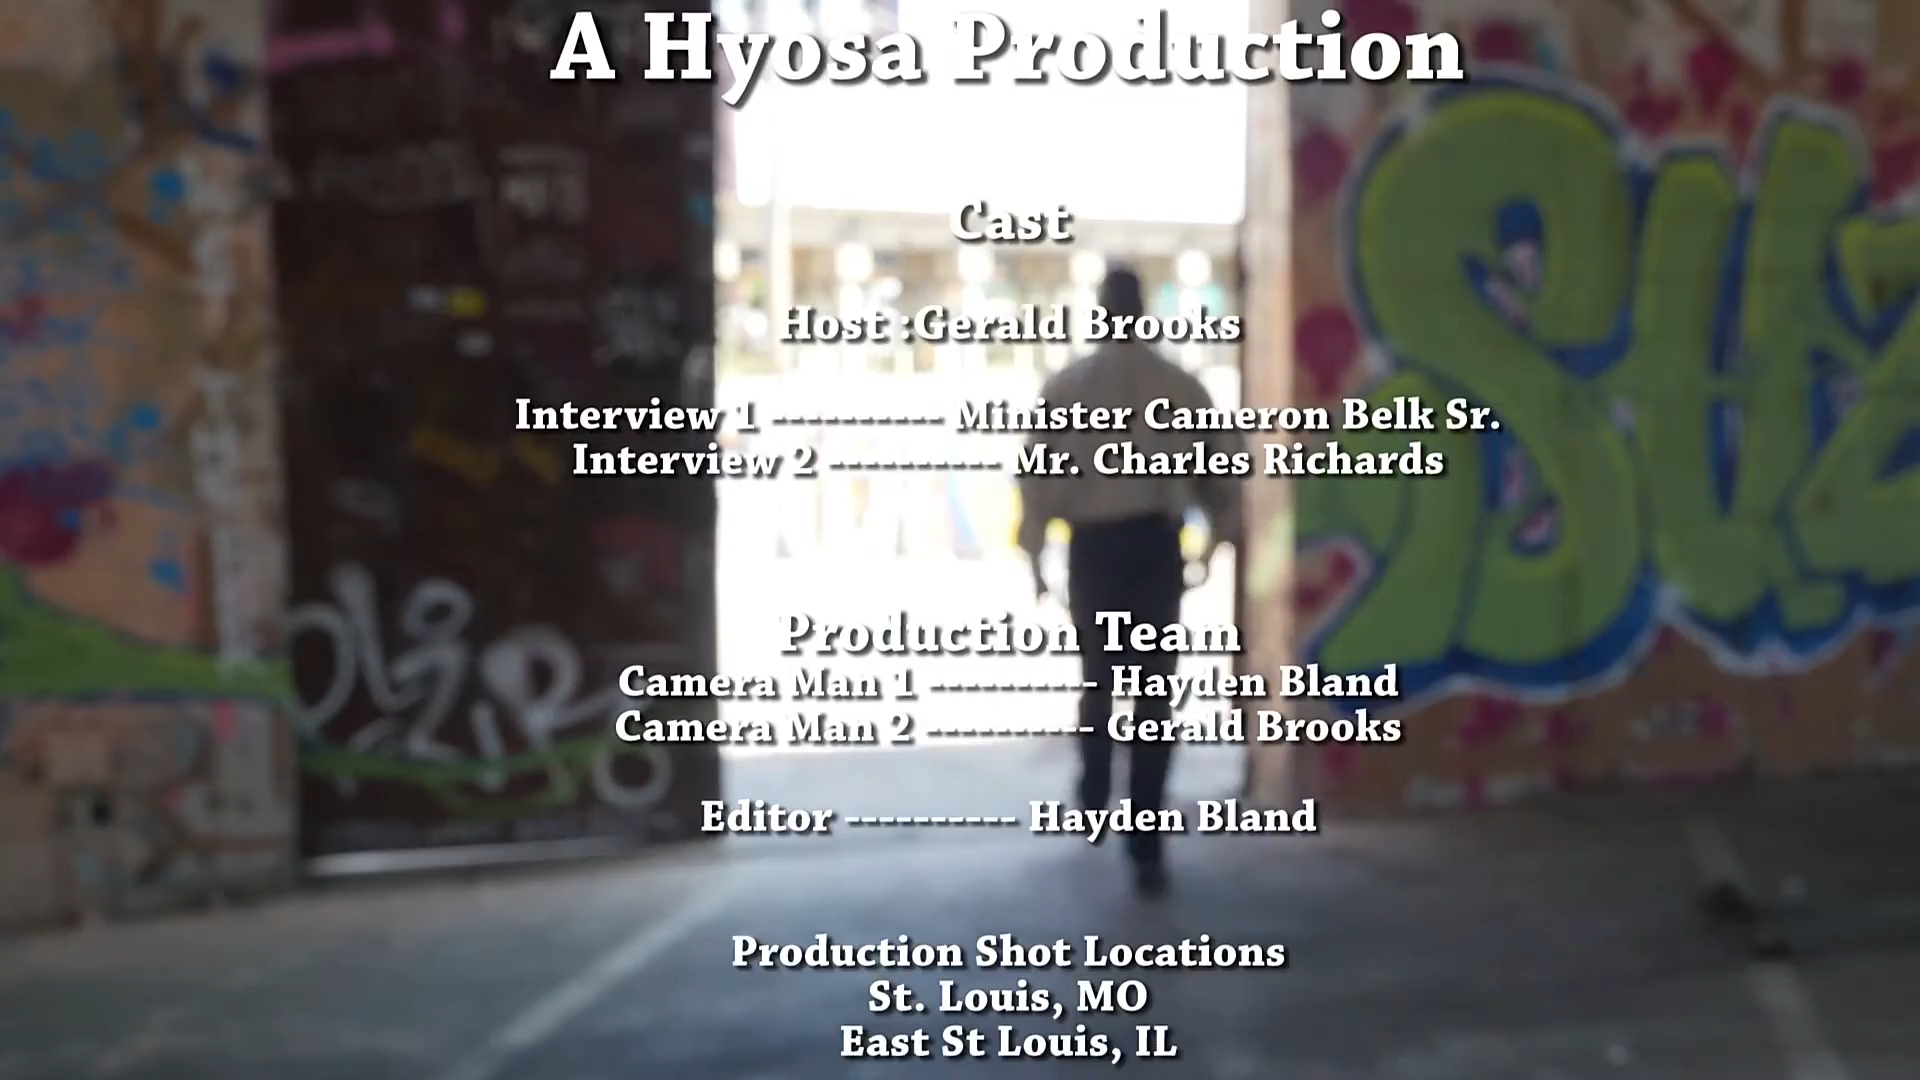 A Hyosa Production
Cast
Host :Gerald Brooks
Interview 1 ---------- Minister Cameron Belk Sr.
Interview 2 ---------- Mr. Charles Richards
Production Team
Camera Man 1 ---------- Hayden Bland
Camera Man 2 ---------- Gerald Brooks
Editor ---------- Hayden Bland
Production Shot Locations
St. Louis, MO
East St Louis, IL